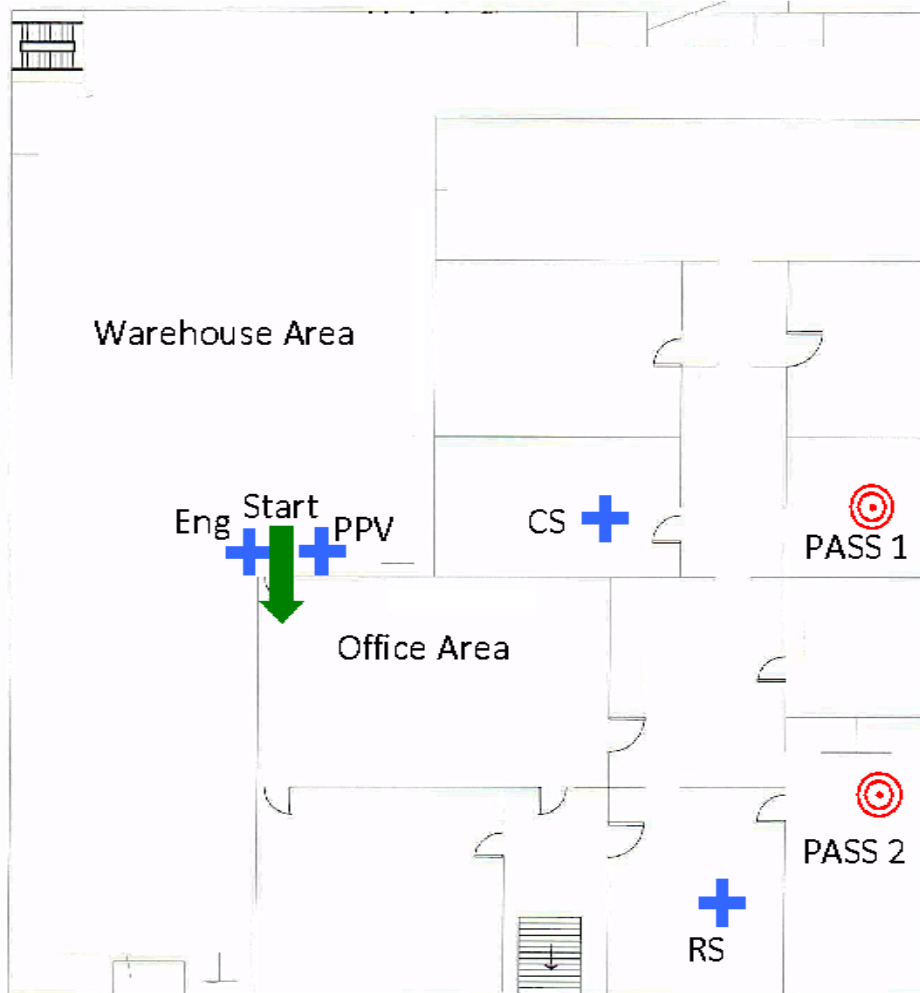 Warehouse Area
Eng
Start
PPV
CS
PASS 1
Office Area
PASS 2
RS